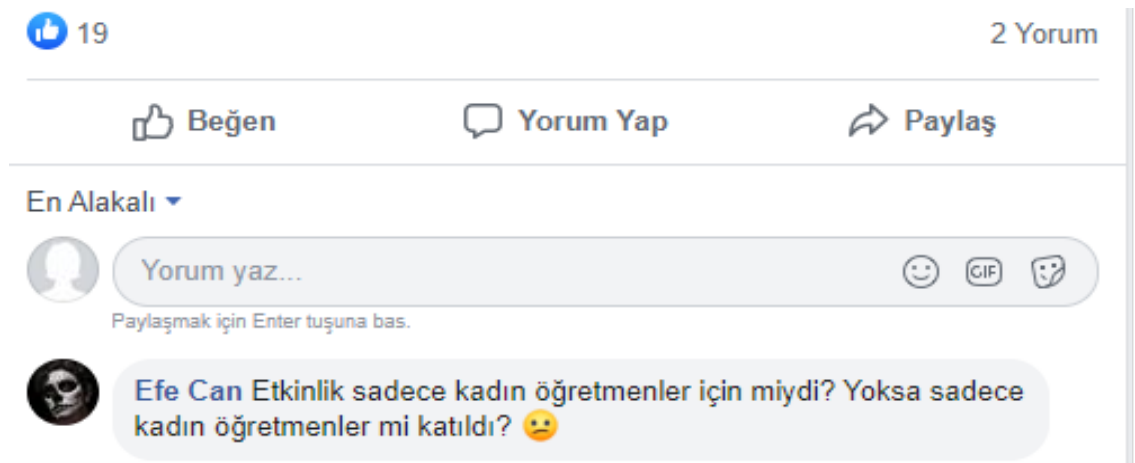 19
2 Yorum
Beğen
Yorum Yap
Paylaş
En Alakalı
Yorum yaz...
GIF
Paylaşmak için Enter tuşuna bas.
Efe Can Etkinlik sadece kadın öğretmenler için miydi? Yoksa sadece
kadın öğretmenler mi katıldı? 😕